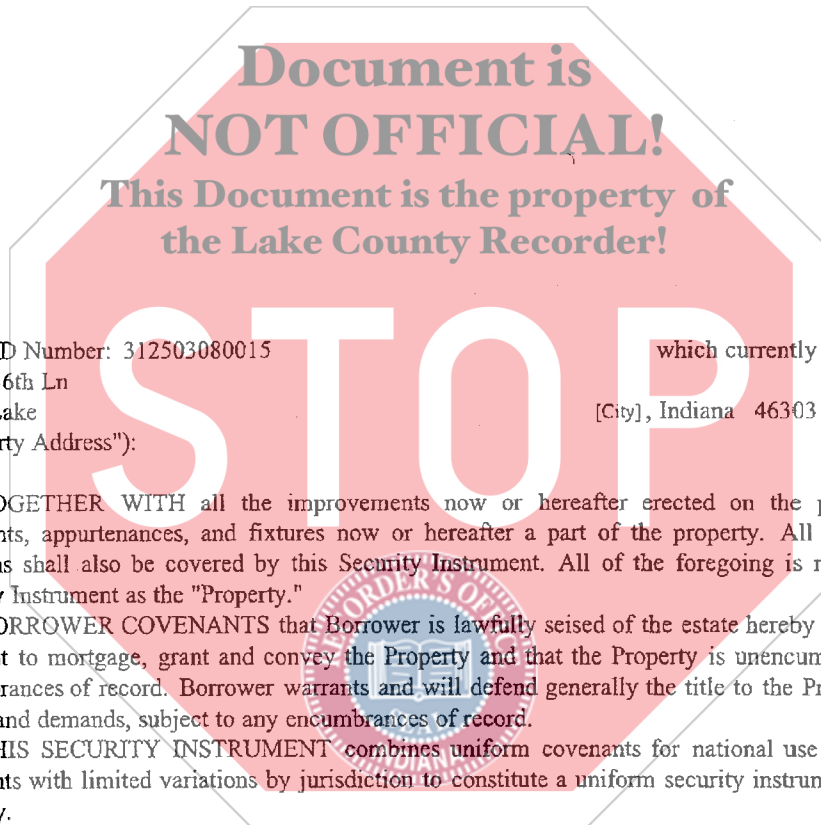 Document is
NOT OFFICIAL!
This Document is the property of
the Lake County Recorder!
STOP
D Number: 312503080015 which currently
6th Ln
ake [City], Indiana 46303
rty Address"):
OGETHER WITH all the improvements now or hereafter erected on the p
nts, appurtenances, and fixtures now or hereafter a part of the property. All
ns shall also be covered by this Security Instrument. All of the foregoing is r
y Instrument as the "Property."
ORROWER COVENANTS that Borrower is lawfully seised of the estate hereby
t to mortgage, grant and convey the Property and that the Property is unencum
rances of record. Borrower warrants and will defend generally the title to the Pr
and demands, subject to any encumbrances of record.
HIS SECURITY INSTRUMENT combines uniform covenants for national use
nts with limited variations by jurisdiction to constitute a uniform security instrum
y.
RECORDER'S OFFICE
INDIANA